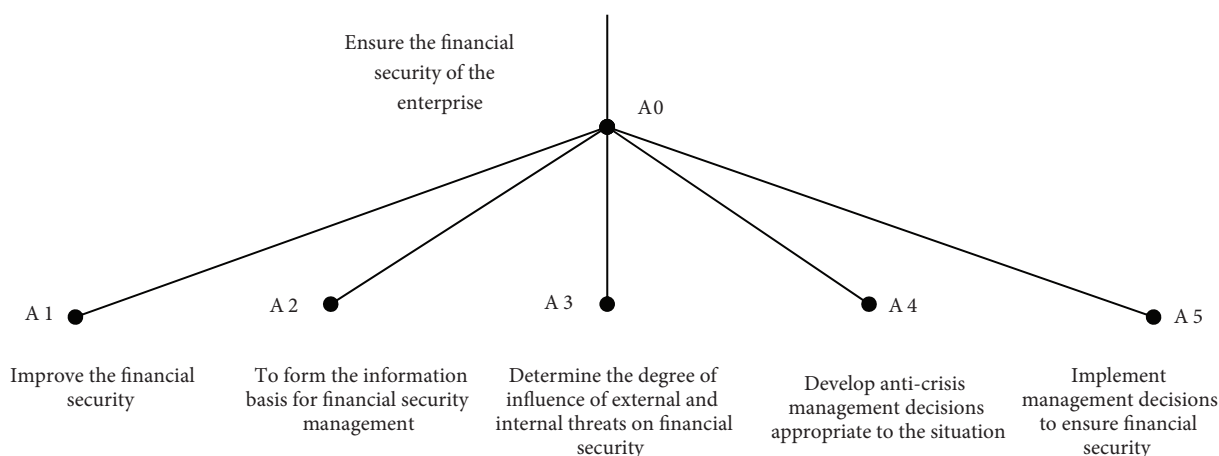 Ensure the financial
security of the
enterprise
A0
A 1
A 2
A 3
A 4
A 5
Improve the financial
security
To form the information
basis for financial security
management
Determine the degree of
influence of external and
internal threats on financial
security
Develop anti-crisis
management decisions
appropriate to the situation
Implement
management decisions
to ensure financial
security